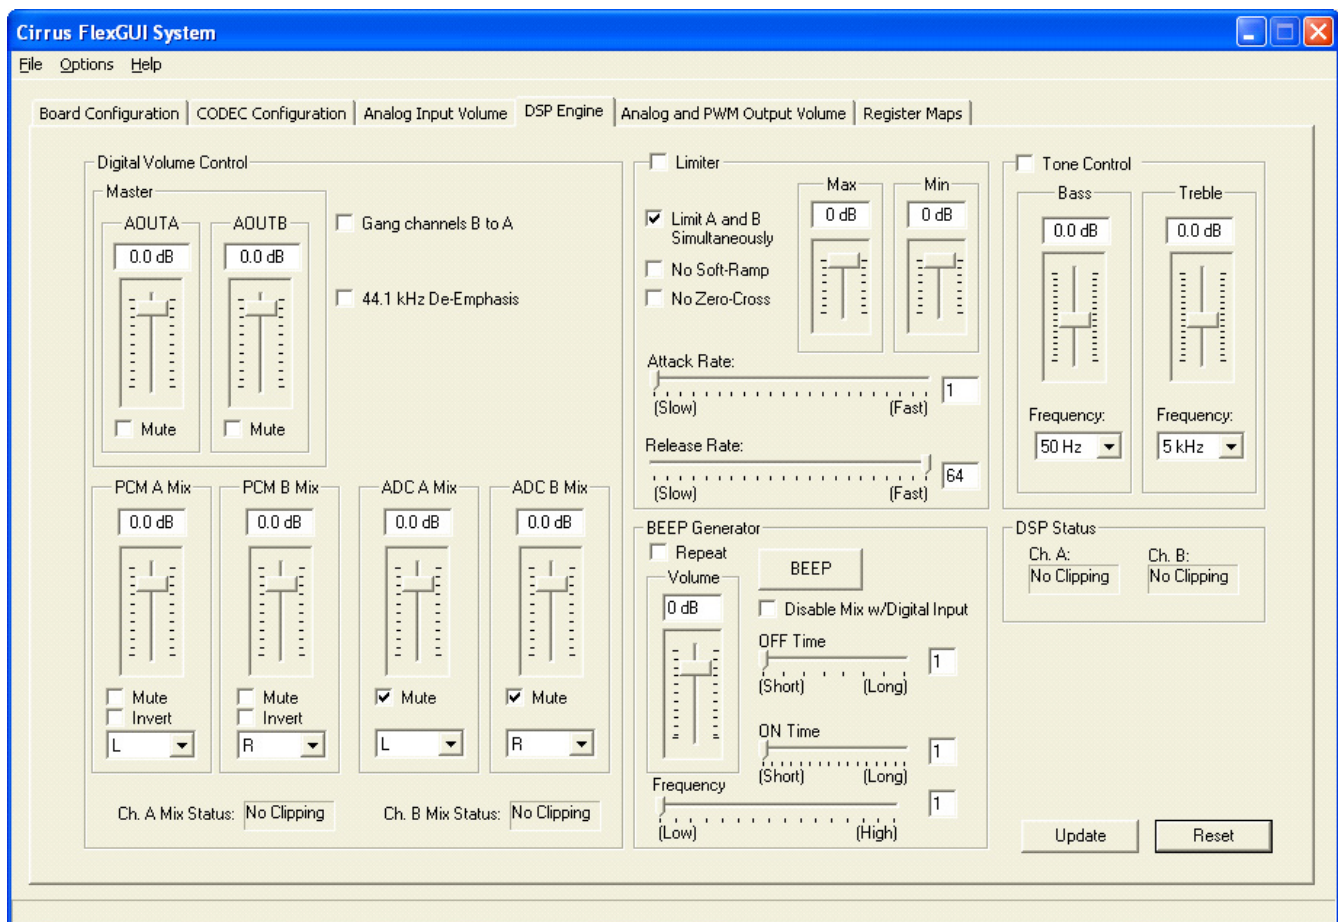 Cirrus FlexGUI System
File Options Help
Board Configuration CODEC Configuration Analog Input Volume DSP Engine Analog and PWM Output Volume Register Maps
Digital Volume Control
Master
AOUTA
0.0 dB
Mute
AOUTB
0.0 dB
Mute
Gang channels B to A
44.1 kHz De-Emphasis
PCM A Mix
0.0 dB
Mute
Invert
L
PCM B Mix
0.0 dB
Mute
Invert
R
ADC A Mix
0.0 dB
Mute
L
ADC B Mix
0.0 dB
Mute
R
Ch. A Mix Status: No Clipping
Ch. B Mix Status: No Clipping
Limiter
Limit A and B
Simultaneously
No Soft-Ramp
No Zero-Cross
Max
0 dB
Min
0 dB
Attack Rate:
1
(Slow) (Fast)
Release Rate:
64
(Slow) (Fast)
BEEP Generator
Repeat
Volume
0 dB
BEEP
Disable Mix w/Digital Input
OFF Time
1
(Short) (Long)
ON Time
1
(Short) (Long)
Frequency
1
(Low) (High)
Tone Control
Bass
0.0 dB
Frequency:
50 Hz
Treble
0.0 dB
Frequency:
5 kHz
DSP Status
Ch. A:
No Clipping
Ch. B:
No Clipping
Update
Reset